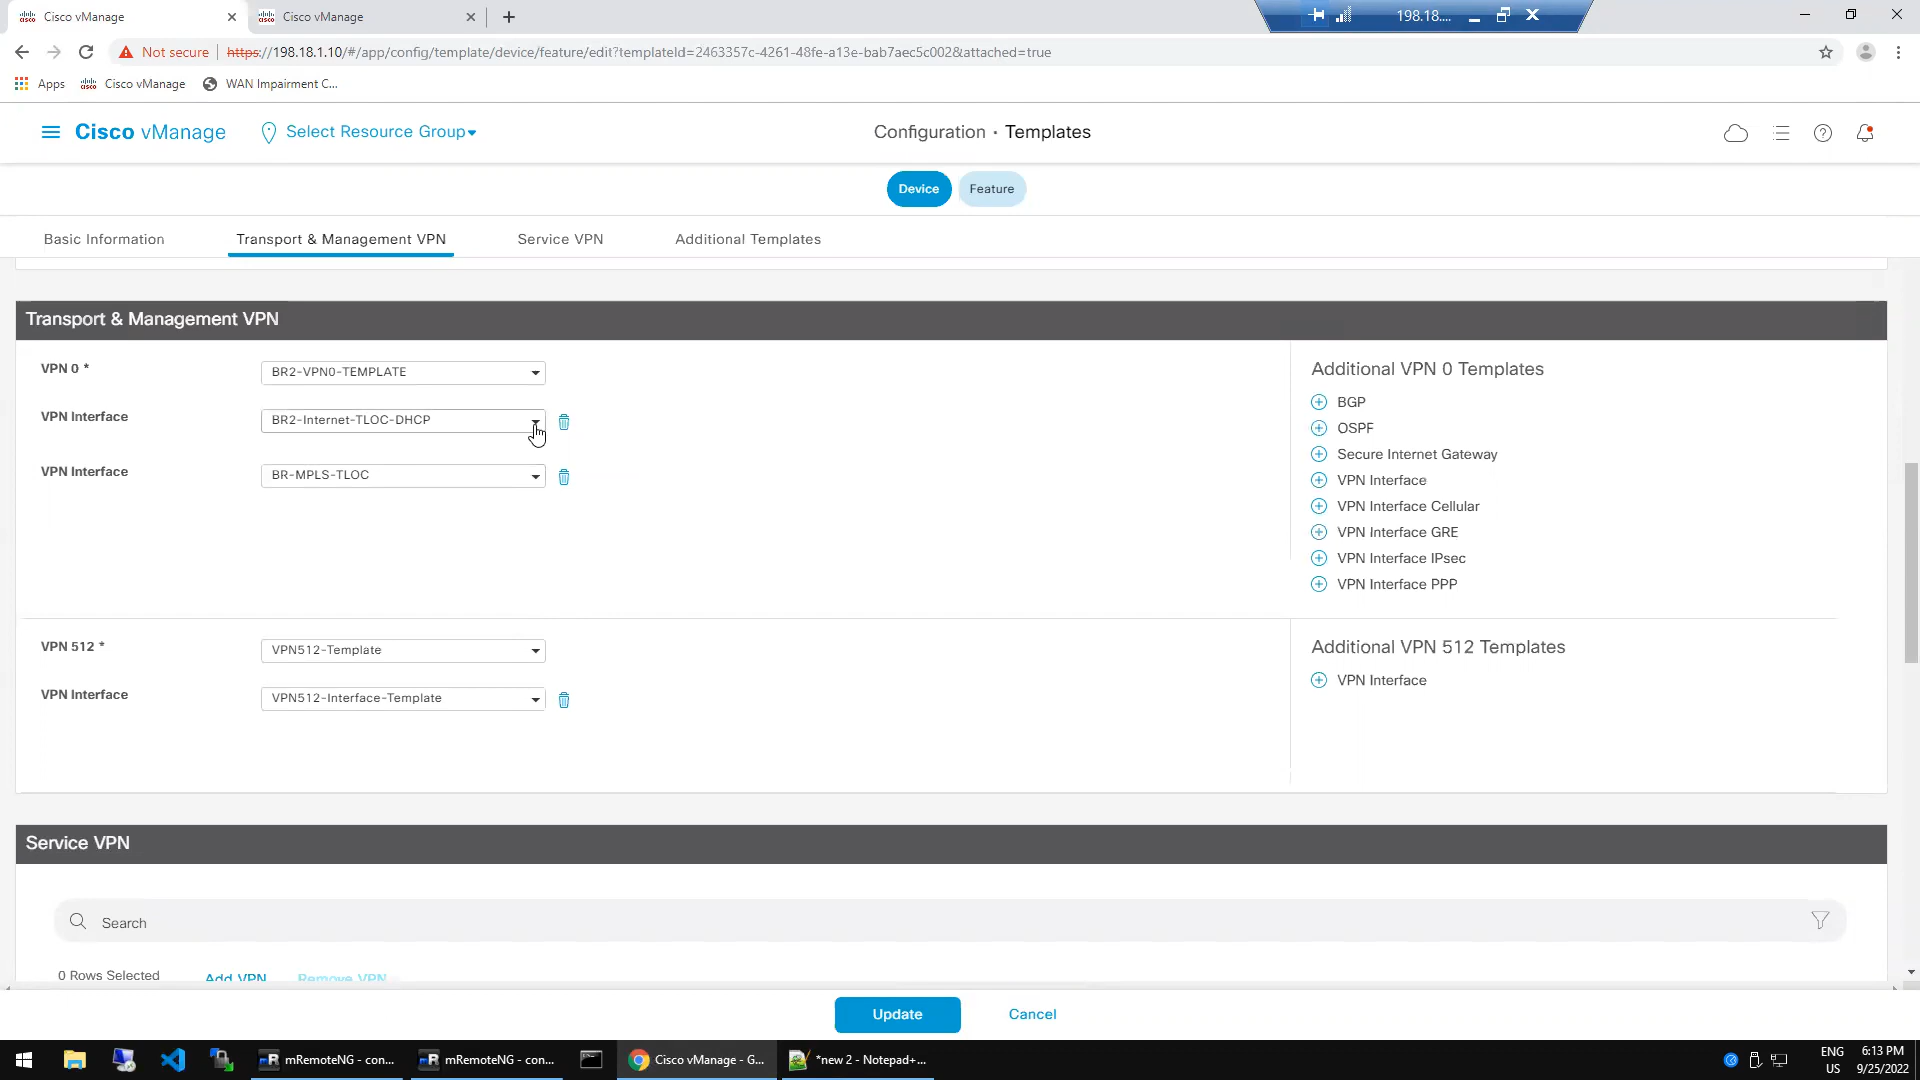 Cisco vManage
Cisco vManage
198.18....
Not secure
https://198.18.1.10/#/app/config/template/device/feature/edit?templateId=2463357c-4261-48fe-a13e-bab7aec5c002&attached=true
Apps
Cisco vManage
WAN Impairment C...
Cisco vManage
Select Resource Group
Configuration · Templates
Device
Feature
Basic Information
Transport & Management VPN
Service VPN
Additional Templates
Transport & Management VPN
VPN 0 *
BR2-VPN0-TEMPLATE
VPN Interface
BR2-Internet-TLOC-DHCP
VPN Interface
BR-MPLS-TLOC
Additional VPN 0 Templates
BGP
OSPF
Secure Internet Gateway
VPN Interface
VPN Interface Cellular
VPN Interface GRE
VPN Interface IPsec
VPN Interface PPP
VPN 512 *
VPN512-Template
VPN Interface
VPN512-Interface-Template
Additional VPN 512 Templates
VPN Interface
Service VPN
Search
0 Rows Selected
Add VPN
Remove VPN
Update
Cancel
mRemoteNG - con...
mRemoteNG - con...
Cisco vManage - G...
*new 2 - Notepad+...
ENG
US
6:13 PM
9/25/2022